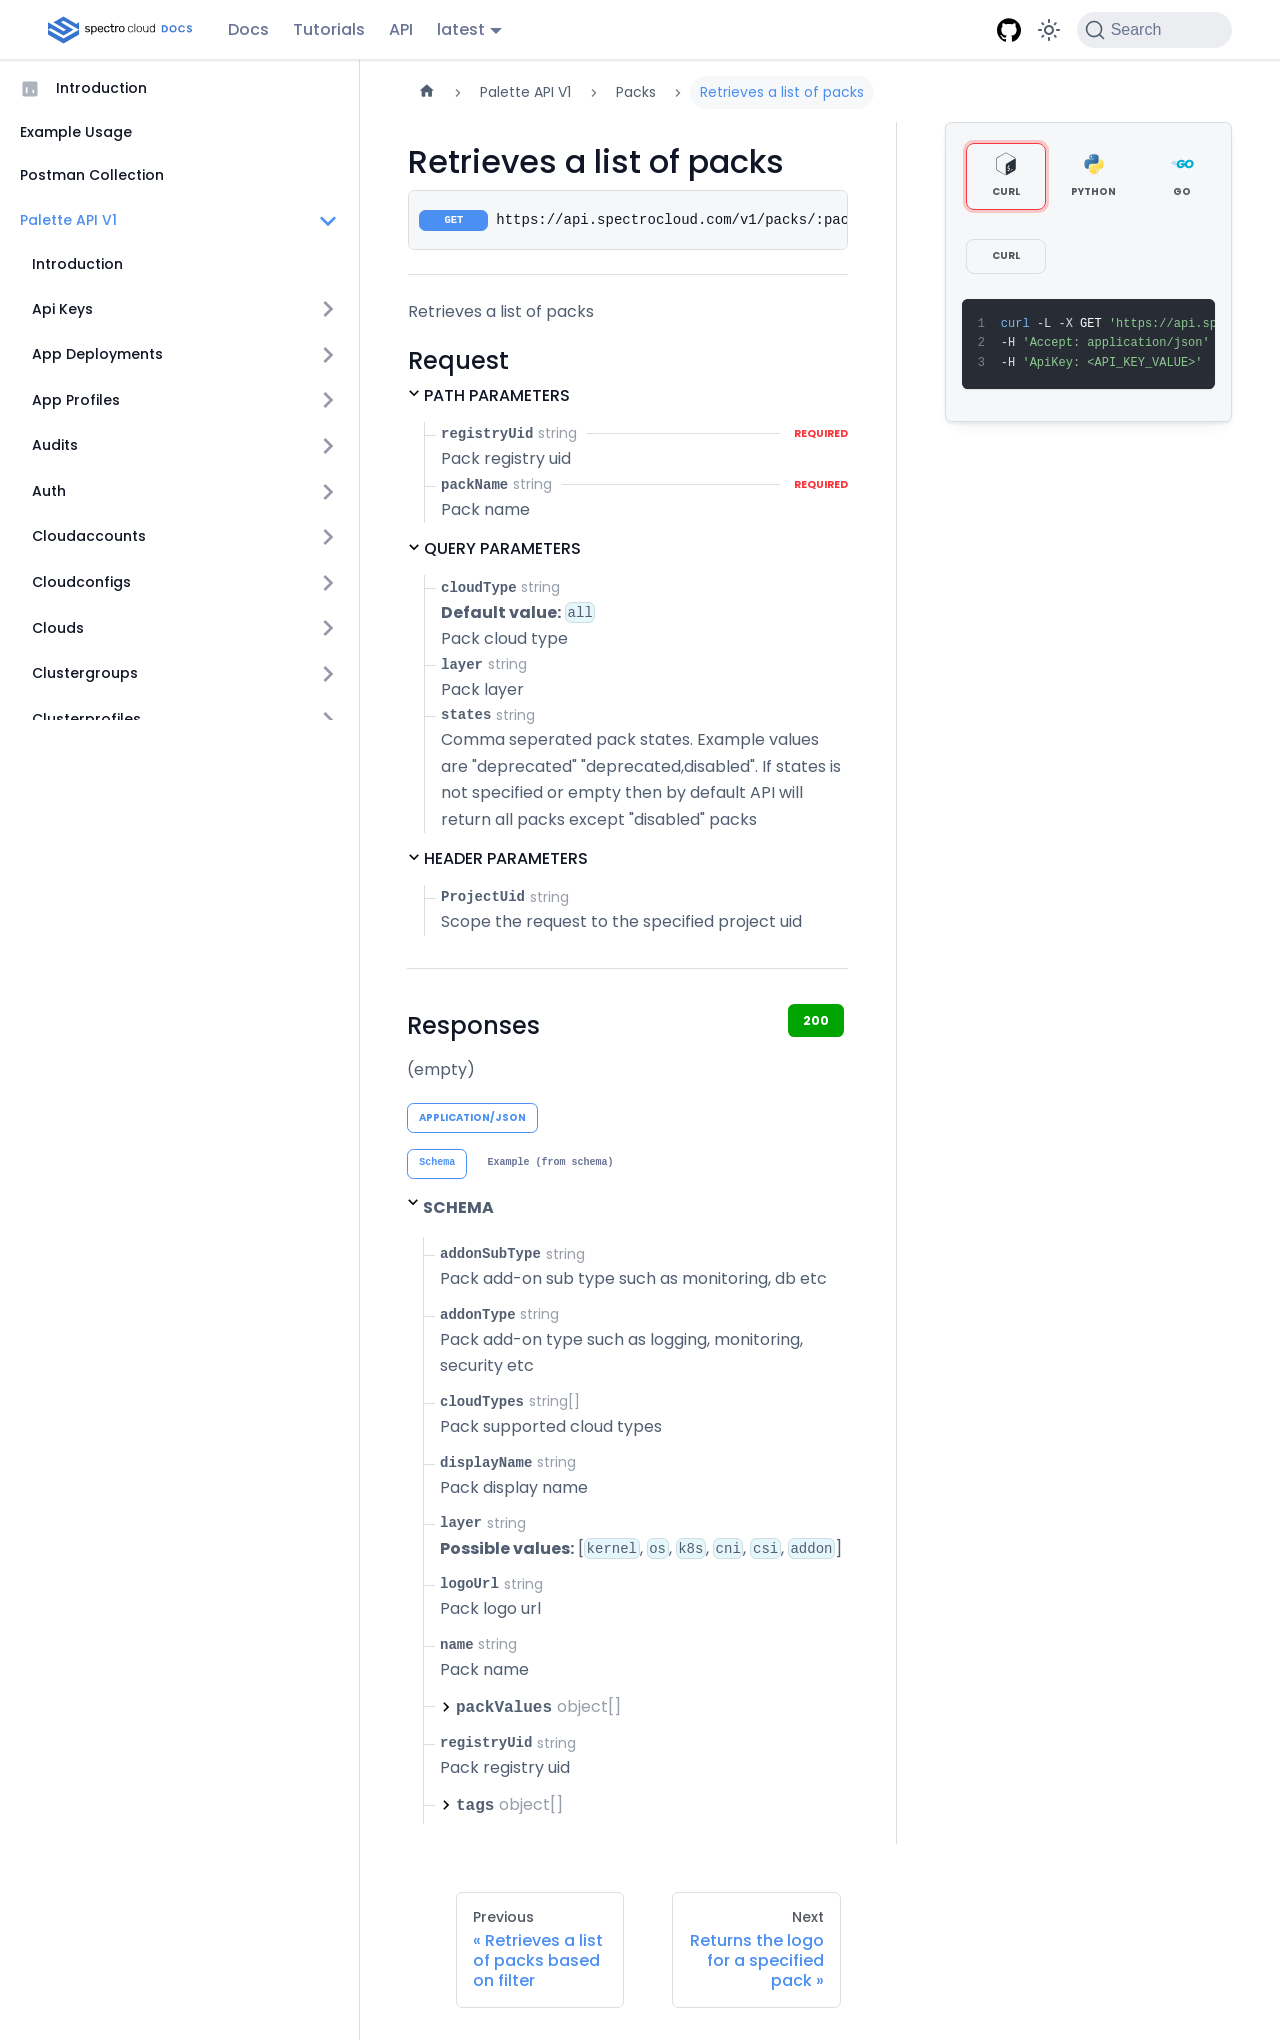 spectro cloud DOCS
Docs
Tutorials
API
latest
Search
Introduction
Example Usage
Postman Collection
Palette API V1
Introduction
Api Keys
App Deployments
App Profiles
Audits
Auth
Cloudaccounts
Cloudconfigs
Clouds
Clustergroups
Clusterprofiles
Palette API V1
Packs
Retrieves a list of packs
Retrieves a list of packs
GET https://api.spectrocloud.com/v1/packs/:pac
Retrieves a list of packs
Request
PATH PARAMETERS
registryUid string REQUIRED
Pack registry uid
packName string REQUIRED
Pack name
QUERY PARAMETERS
cloudType string
Default value: all
Pack cloud type
layer string
Pack layer
states string
Comma seperated pack states. Example values
are "deprecated" "deprecated,disabled". If states is
not specified or empty then by default API will
return all packs except "disabled" packs
HEADER PARAMETERS
ProjectUid string
Scope the request to the specified project uid
Responses
200
(empty)
APPLICATION/JSON
Schema
Example (from schema)
SCHEMA
addonSubType string
Pack add-on sub type such as monitoring, db etc
addonType string
Pack add-on type such as logging, monitoring,
security etc
cloudTypes string[]
Pack supported cloud types
displayName string
Pack display name
layer string
Possible values: [kernel, os, k8s, cni, csi, addon]
logoUrl string
Pack logo url
name string
Pack name
packValues object[]
registryUid string
Pack registry uid
tags object[]
Previous
« Retrieves a list
of packs based
on filter
Next
Returns the logo
for a specified
pack »
CURL
PYTHON
GO
GO
CURL
1 curl -L -X GET 'https://api.sp
2 -H 'Accept: application/json'
3 -H 'ApiKey: <API_KEY_VALUE>'